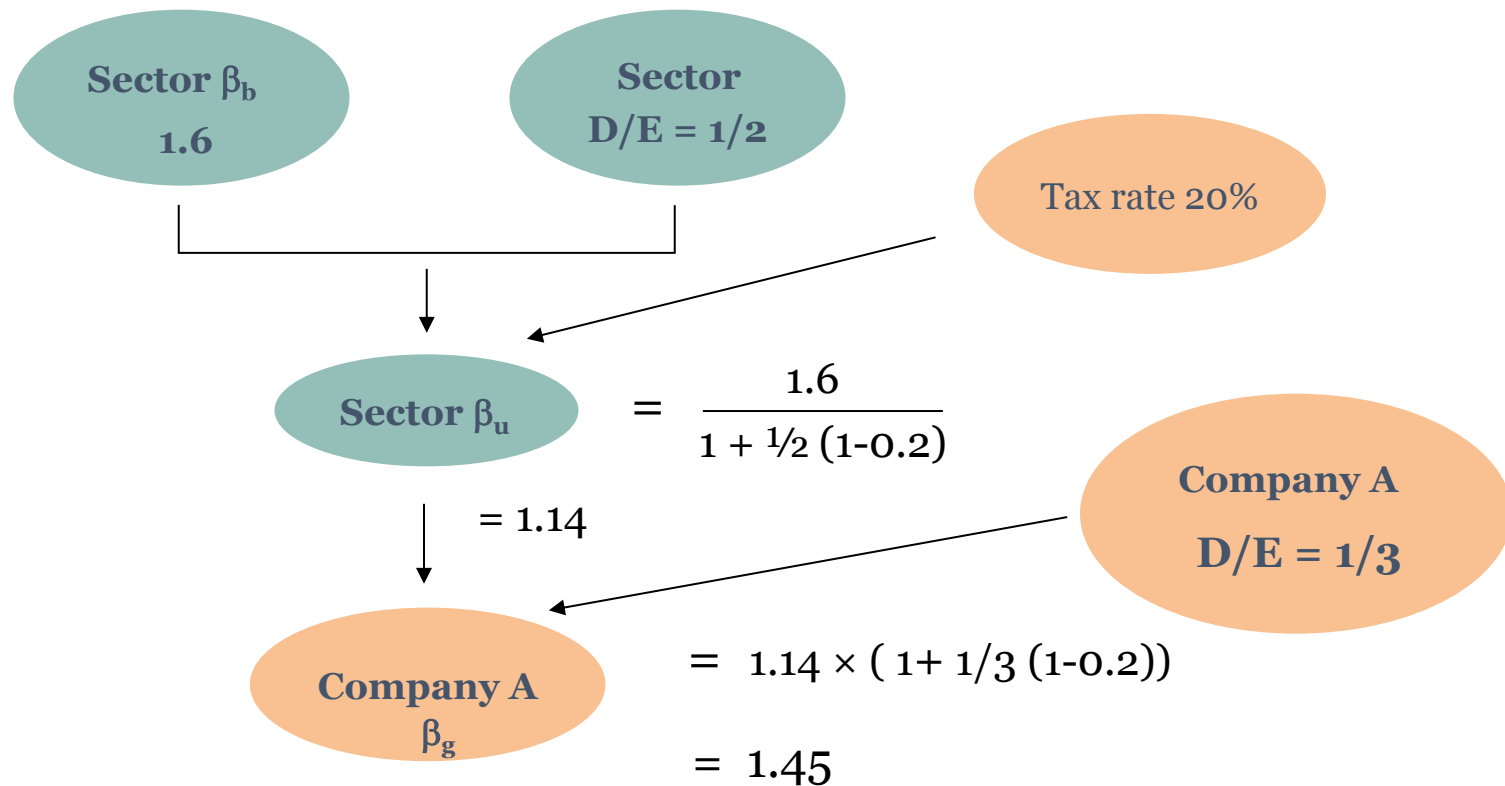 Sector βb
1.6
Sector
D/E = 1/2
Tax rate 20%
Sector βu
= 1.6
1 + ½ (1-0.2)
= 1.14
Company A
D/E = 1/3
Company A
βg
= 1.14 × ( 1+ 1/3 (1-0.2))
= 1.45